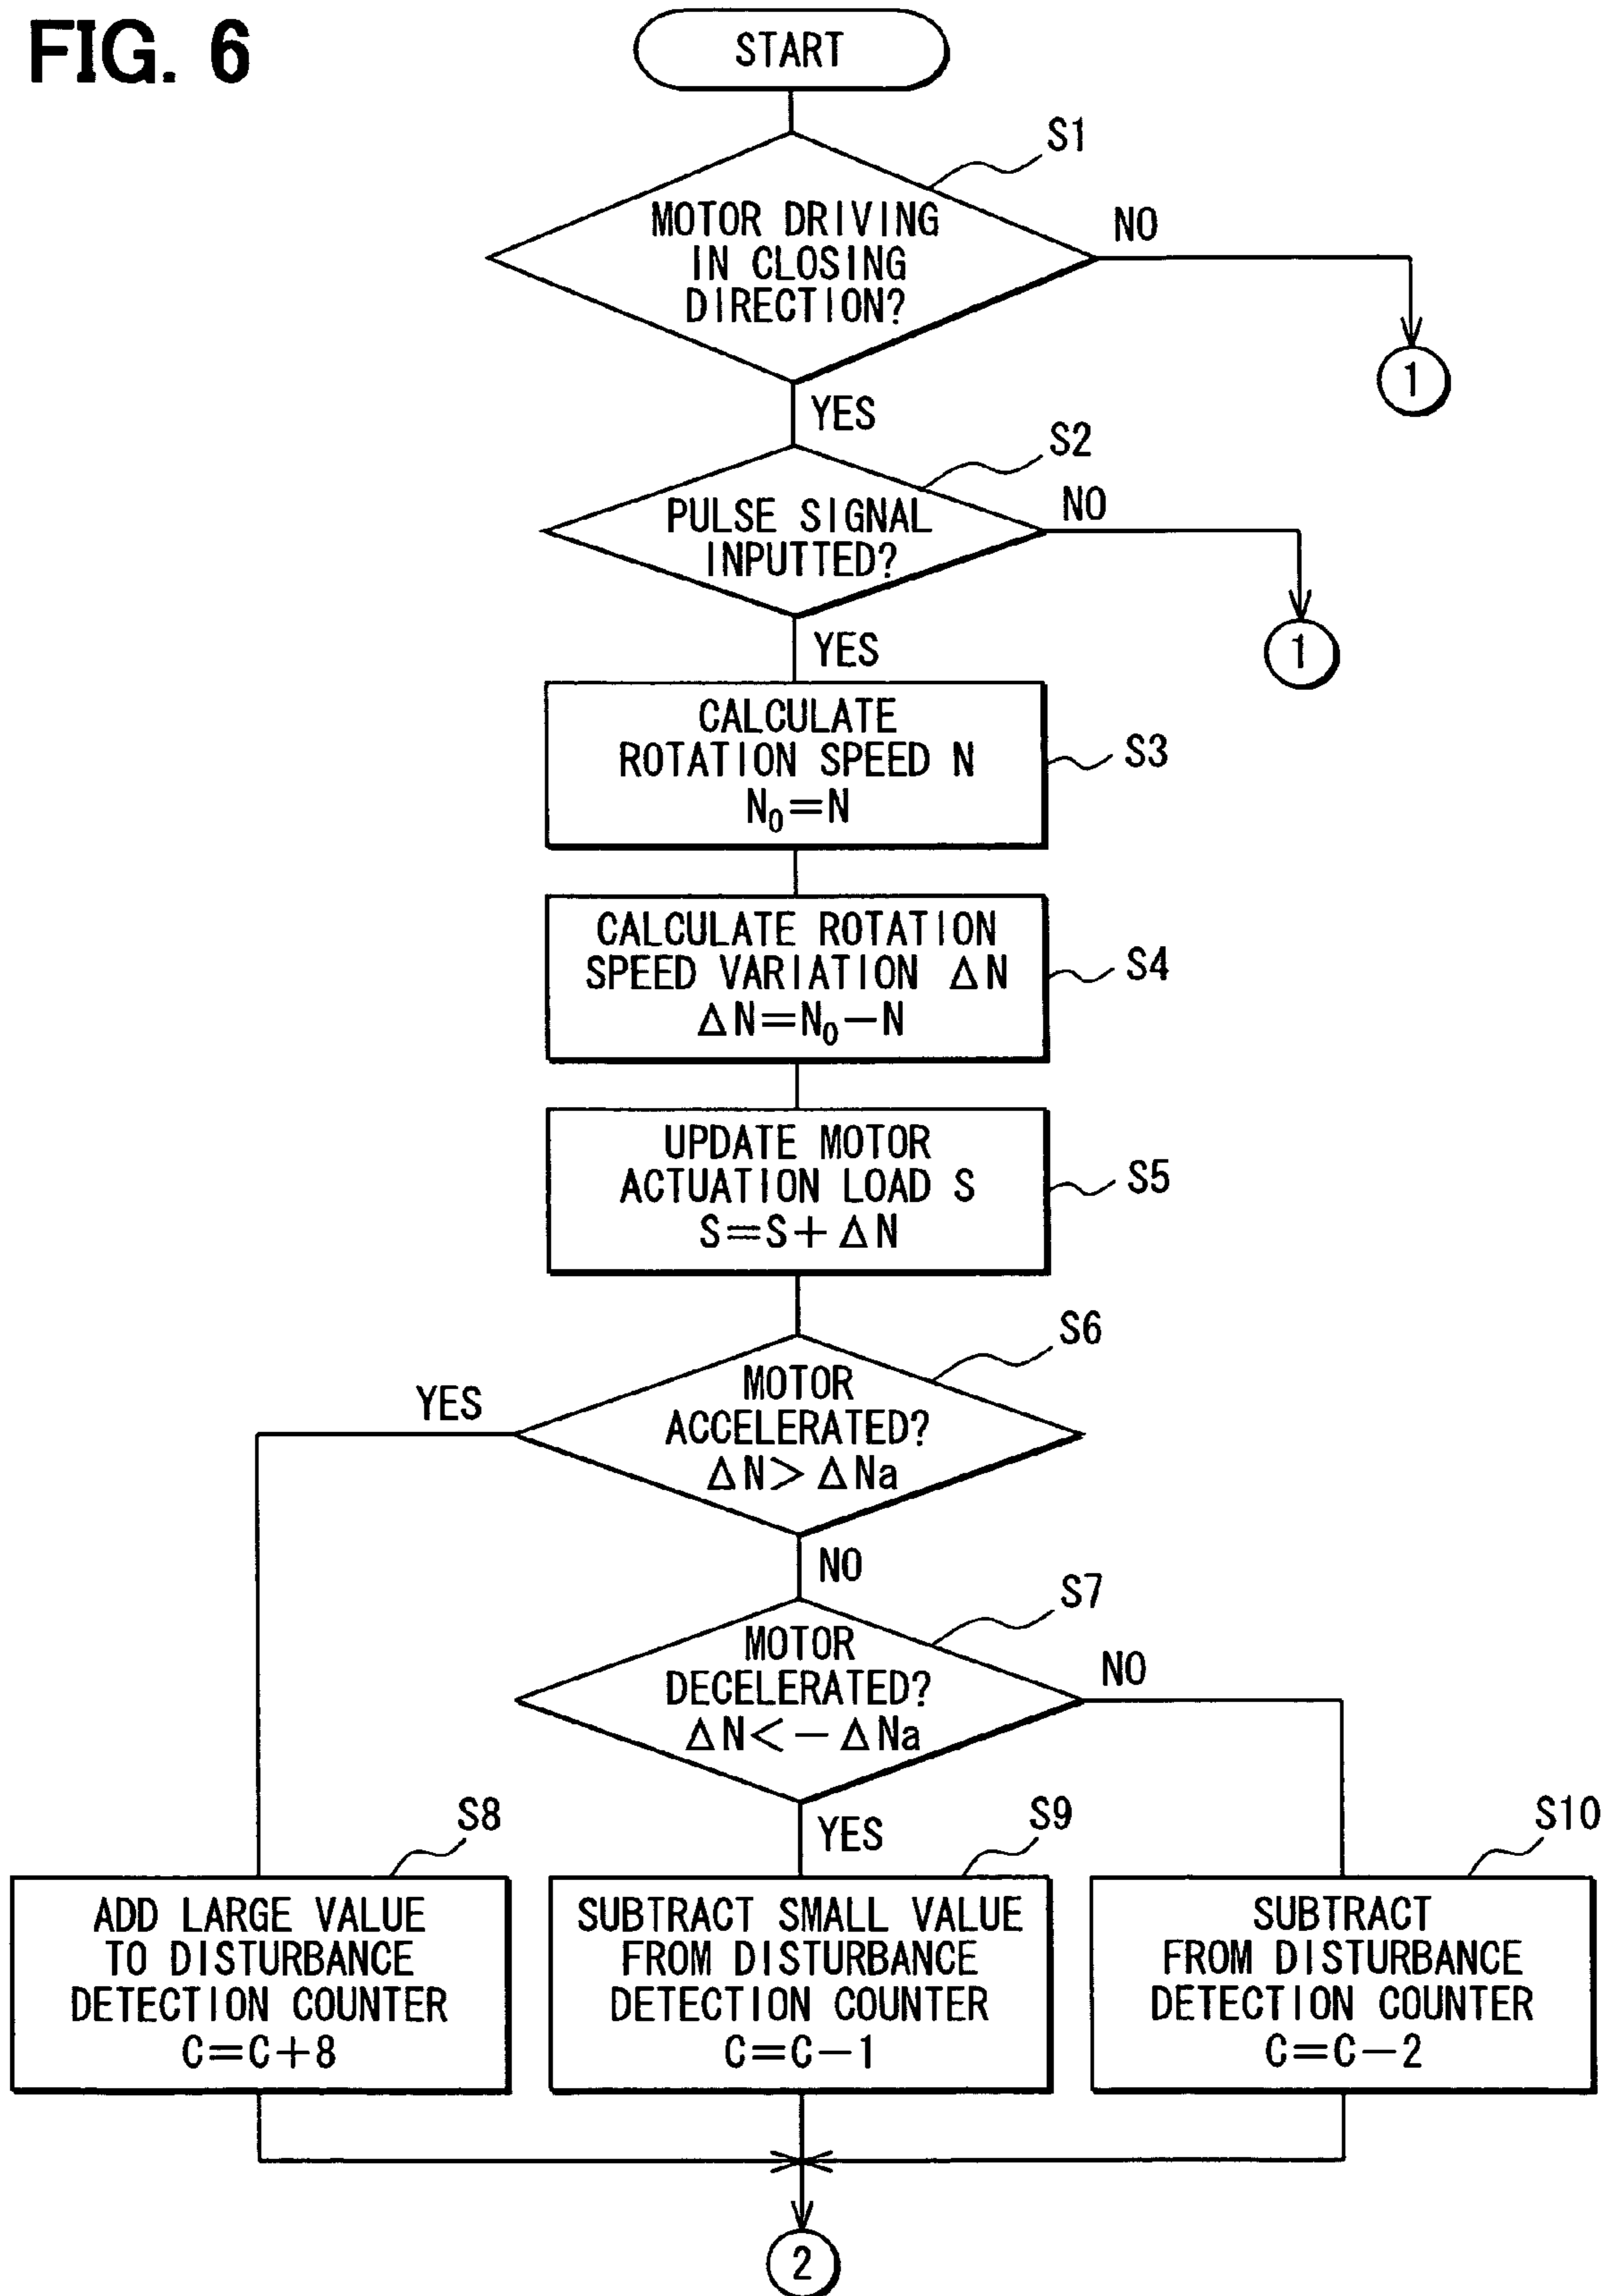 FIG. 6
START
S1
MOTOR DRIVING
IN CLOSING
DIRECTION?
NO
1
YES
S2
PULSE SIGNAL
INPUTTED?
NO
1
YES
CALCULATE
ROTATION SPEED N
N₀=N
S3
CALCULATE ROTATION
SPEED VARIATION ΔN
ΔN=N₀−N
S4
UPDATE MOTOR
ACTUATION LOAD S
S=S+ΔN
S5
S6
MOTOR
ACCELERATED?
ΔN>ΔNa
YES
NO
S7
MOTOR
DECELERATED?
ΔN<−ΔNa
NO
YES
S8
ADD LARGE VALUE
TO DISTURBANCE
DETECTION COUNTER
C=C+8
S9
SUBTRACT SMALL VALUE
FROM DISTURBANCE
DETECTION COUNTER
C=C−1
S10
SUBTRACT
FROM DISTURBANCE
DETECTION COUNTER
C=C−2
2